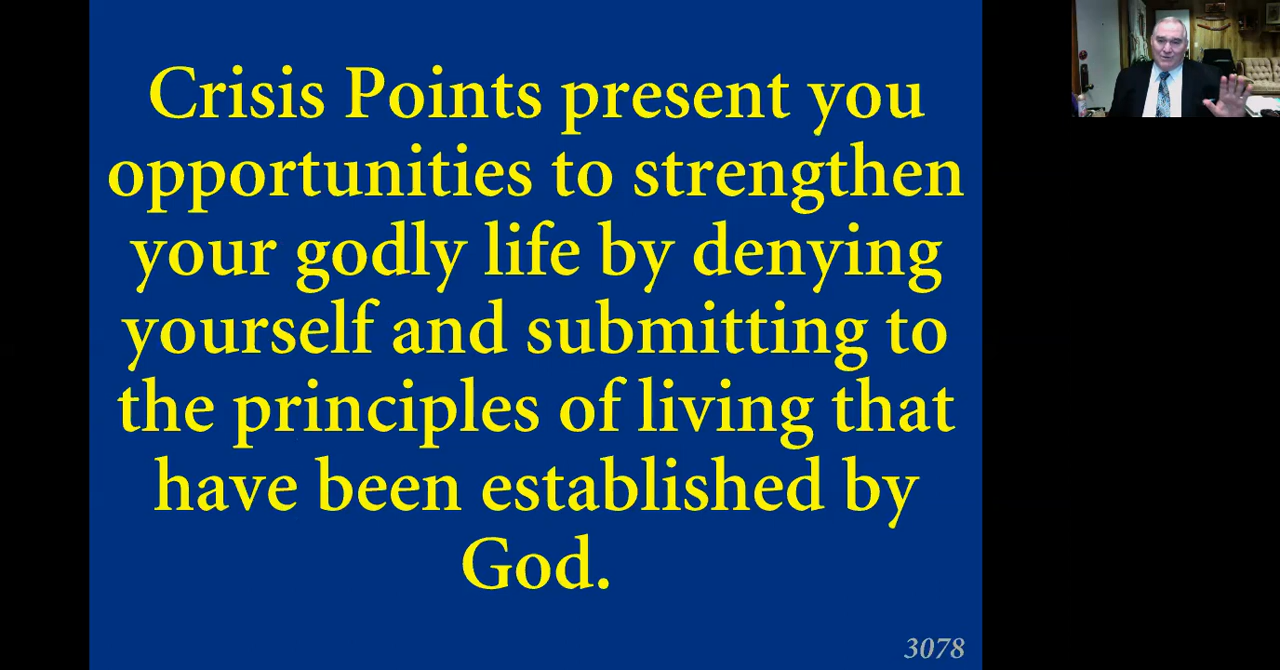 Crisis Points present you
opportunities to strengthen
your godly life by denying
yourself and submitting to
the principles of living that
have been established by
God.
3078